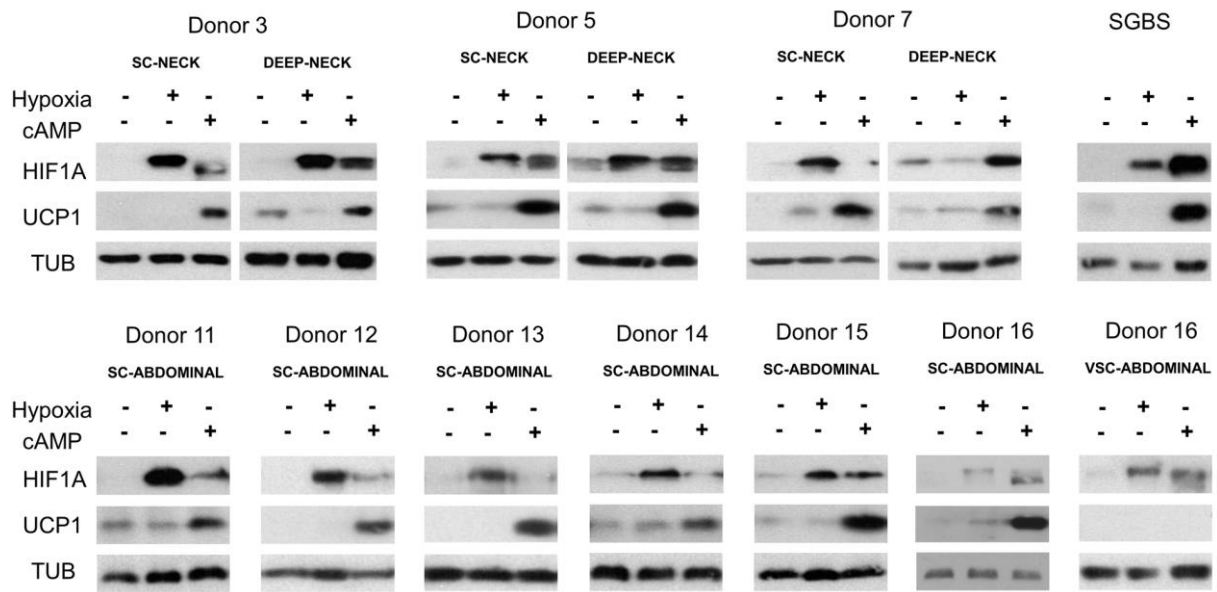 Donor 3 Donor 5 Donor 7 SGBS
SC-NECK DEEP-NECK SC-NECK DEEP-NECK SC-NECK DEEP-NECK
Hypoxia - + - - + - - + - - + - - + - - + - - + -
cAMP - - + - - + - - + - - + - - + - - + - - +
HIF1A
UCP1
TUB
Donor 11 Donor 12 Donor 13 Donor 14 Donor 15 Donor 16 Donor 16
SC-ABDOMINAL SC-ABDOMINAL SC-ABDOMINAL SC-ABDOMINAL SC-ABDOMINAL SC-ABDOMINAL VSC-ABDOMINAL
Hypoxia - + - - + - - + - - + - - + - - + - - + -
cAMP - - + - - + - - + - - + - - + - - + - - +
HIF1A
UCP1
TUB